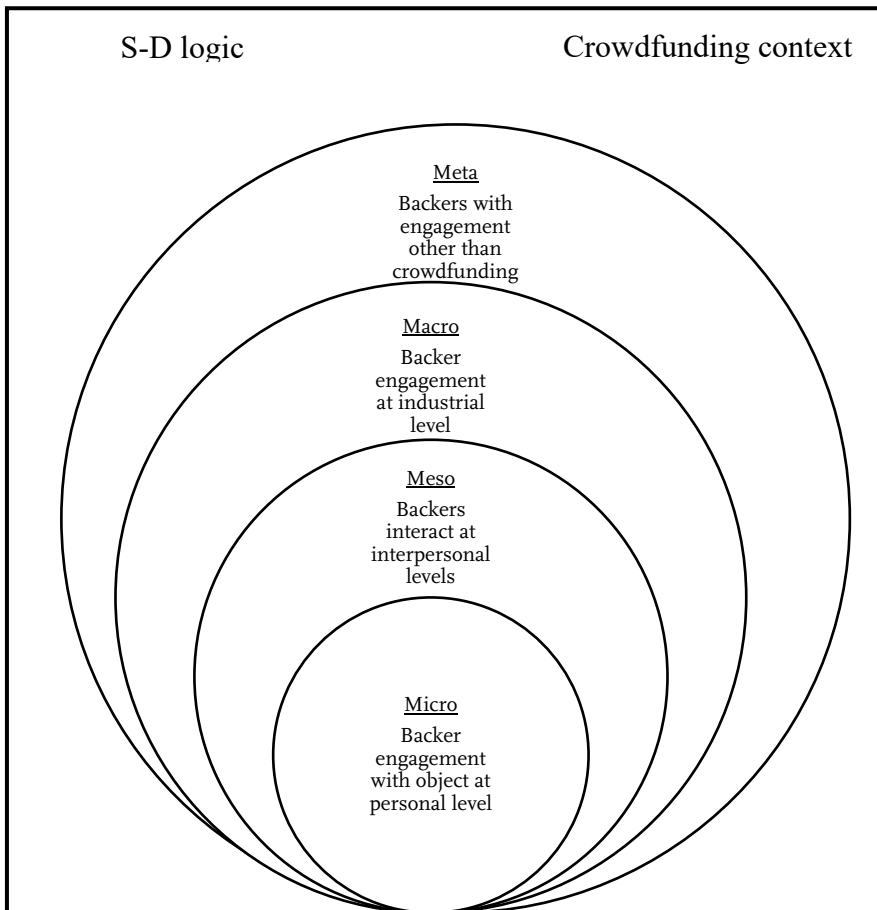 S-D logic
Crowdfunding context
Meta
Backers with
engagement
other than
crowdfunding
Macro
Backer
engagement
at industrial
level
Meso
Backers
interact at
interpersonal
levels
Micro
Backer
engagement
with object at
personal level